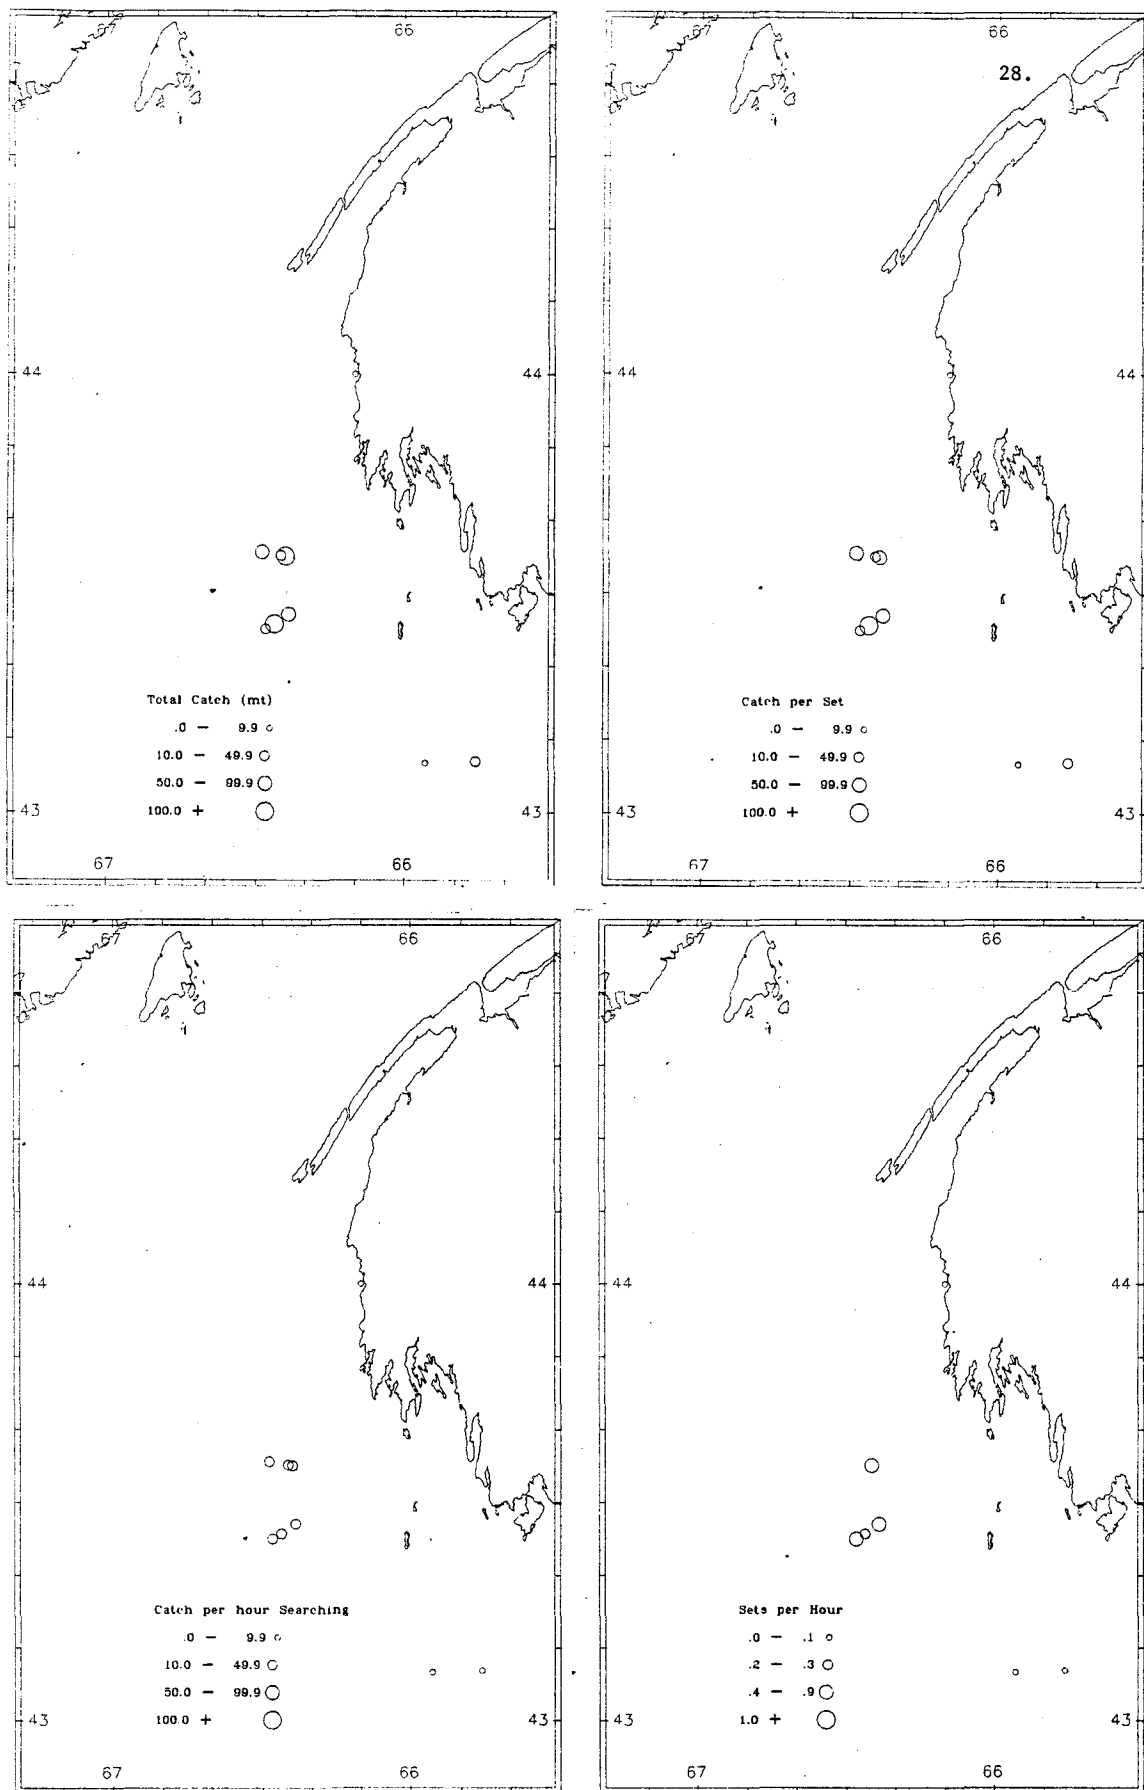 67 66
44 44
Total Catch (mt)
.0 — 9.9
10.0 — 49.9
50.0 — 99.9
100.0 +
43 43
67 66
66
28.
44 44
Catch per Set
.0 — 9.9
10.0 — 49.9
50.0 — 99.9
100.0 +
43 43
67 66
67 66
44 44
Catch per hour Searching
.0 — 9.9
10.0 — 49.9
50.0 — 99.9
100.0 +
43 43
67 66
67 66
44 44
Sets per Hour
.0 — .1
.2 — .3
.4 — .9
1.0 +
43 43
67 66